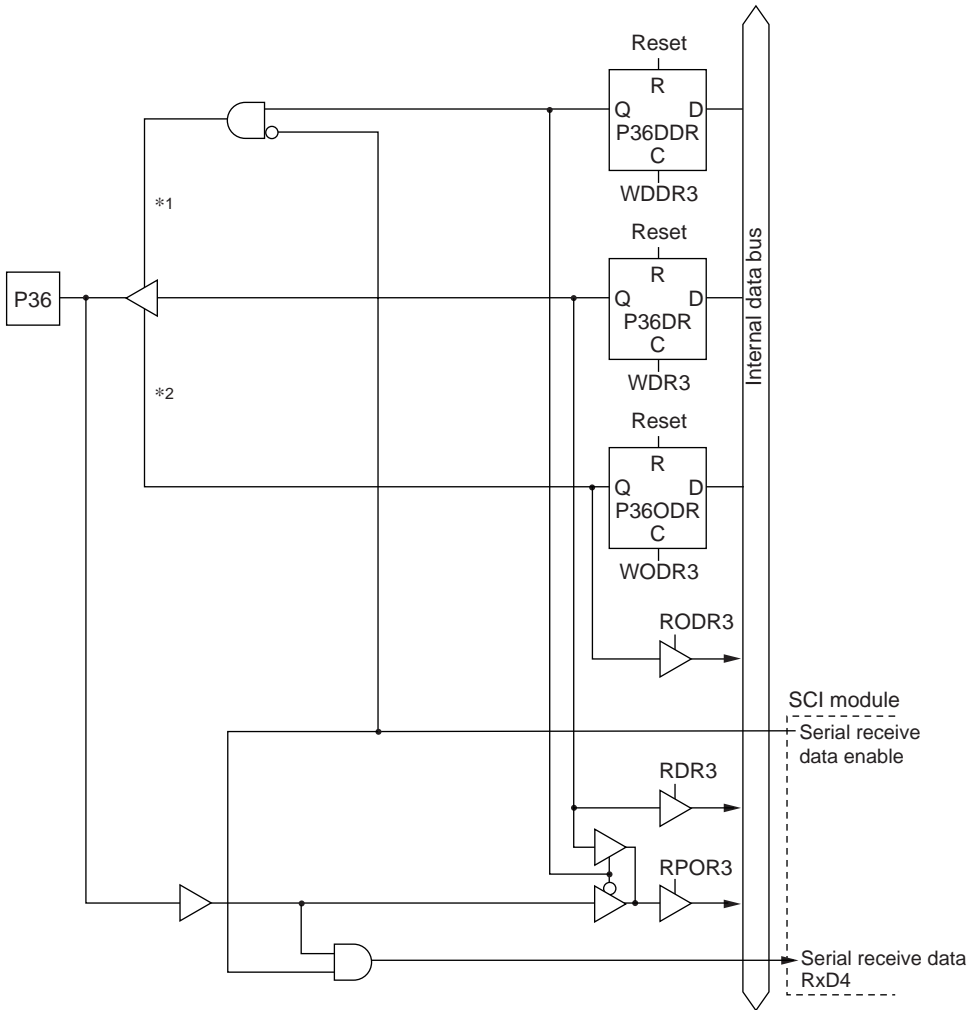 Reset
R
Q D
P36DDR
C
WDDR3
*1
Reset
R
P36
Q D
P36DR
C
WDR3
Internal data bus
*2
Reset
R
Q D
P36ODR
C
WODR3
RODR3
SCI module
Serial receive
data enable
RDR3
RPOR3
Serial receive data
RxD4